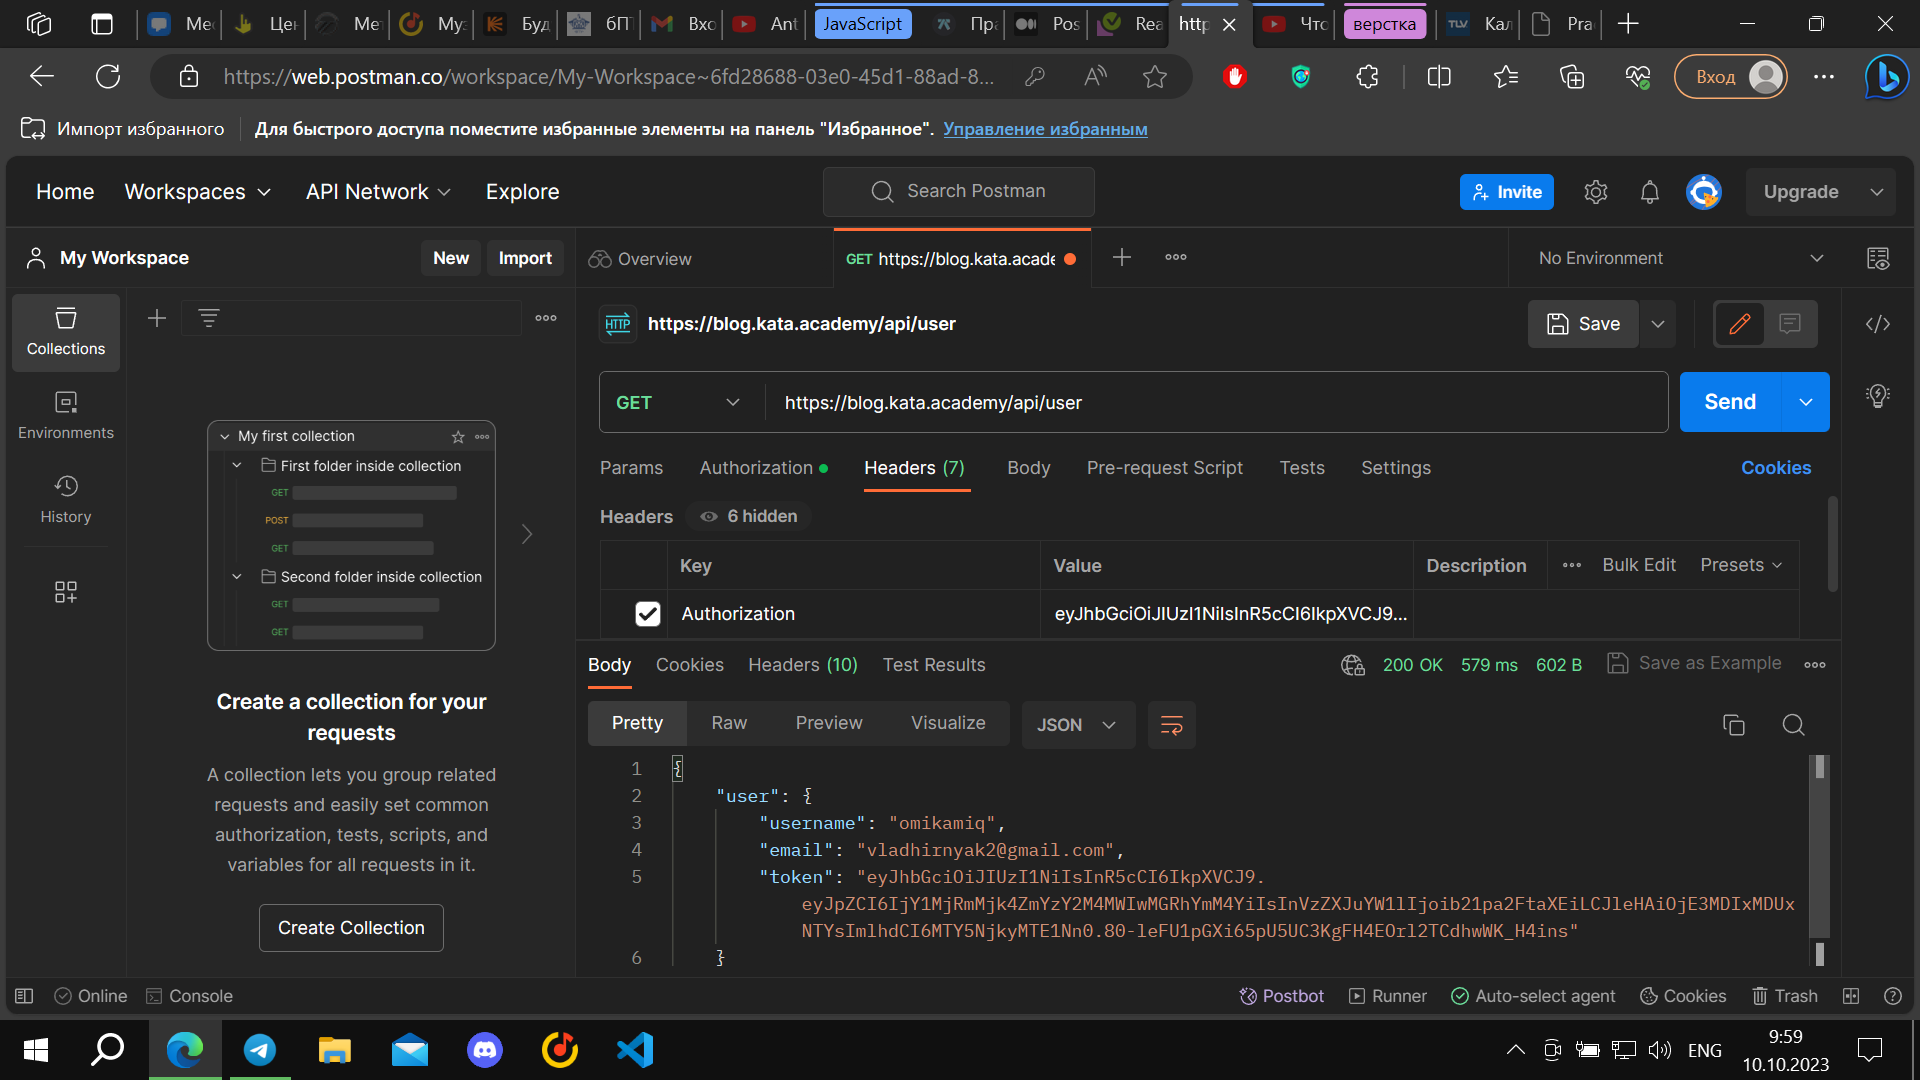 Мес
Цен
Мет
Муз
Буд
бПТ
Вхо
Ant
JavaScript
Пра
Pos
Rea
http
Что
верстка
TLV
Кал
Pra
https://web.postman.co/workspace/My-Workspace~6fd28688-03e0-45d1-88ad-8...
Вход
Импорт избранного
Для быстрого доступа поместите избранные элементы на панель "Избранное". Управление избранным
Home
Workspaces
API Network
Explore
Search Postman
Invite
Upgrade
My Workspace
New
Import
Overview
GET https://blog.kata.acade
No Environment
Collections
Environments
History
HTTP
https://blog.kata.academy/api/user
Save
GET
https://blog.kata.academy/api/user
Send
Params
Authorization
Headers (7)
Body
Pre-request Script
Tests
Settings
Cookies
Headers
6 hidden
Key
Value
Description
Bulk Edit
Presets
Authorization
eyJhbGciOiJIUzI1NiIsInR5cCI6IkpXVCJ9...
My first collection
First folder inside collection
GET
POST
GET
Second folder inside collection
GET
GET
Create a collection for your
requests
A collection lets you group related
requests and easily set common
authorization, tests, scripts, and
variables for all requests in it.
Create Collection
Body
Cookies
Headers (10)
Test Results
200 OK
579 ms
602 B
Save as Example
Pretty
Raw
Preview
Visualize
JSON
1 {
2 "user": {
3 "username": "omikamiq",
4 "email": "vladhirnyak2@gmail.com",
5 "token": "eyJhbGciOiJIUzI1NiIsInR5cCI6IkpXVCJ9.
eyJpZCI6IjY1MjRmMjk4ZmYzY2M4MWIwMGRhYmM4YiIsInVzZXJuYW1lIjoib21pa2FtaXEiLCJleHAiOjE3MDIxMDUx
NTYsImlhdCI6MTY5NjkyMTE1Nn0.80-leFU1pGXi65pU5UC3KgFH4EOrl2TCdhwWK_H4ins"
6 }
Online
Console
Postbot
Runner
Auto-select agent
Cookies
Trash
ENG
9:59
10.10.2023